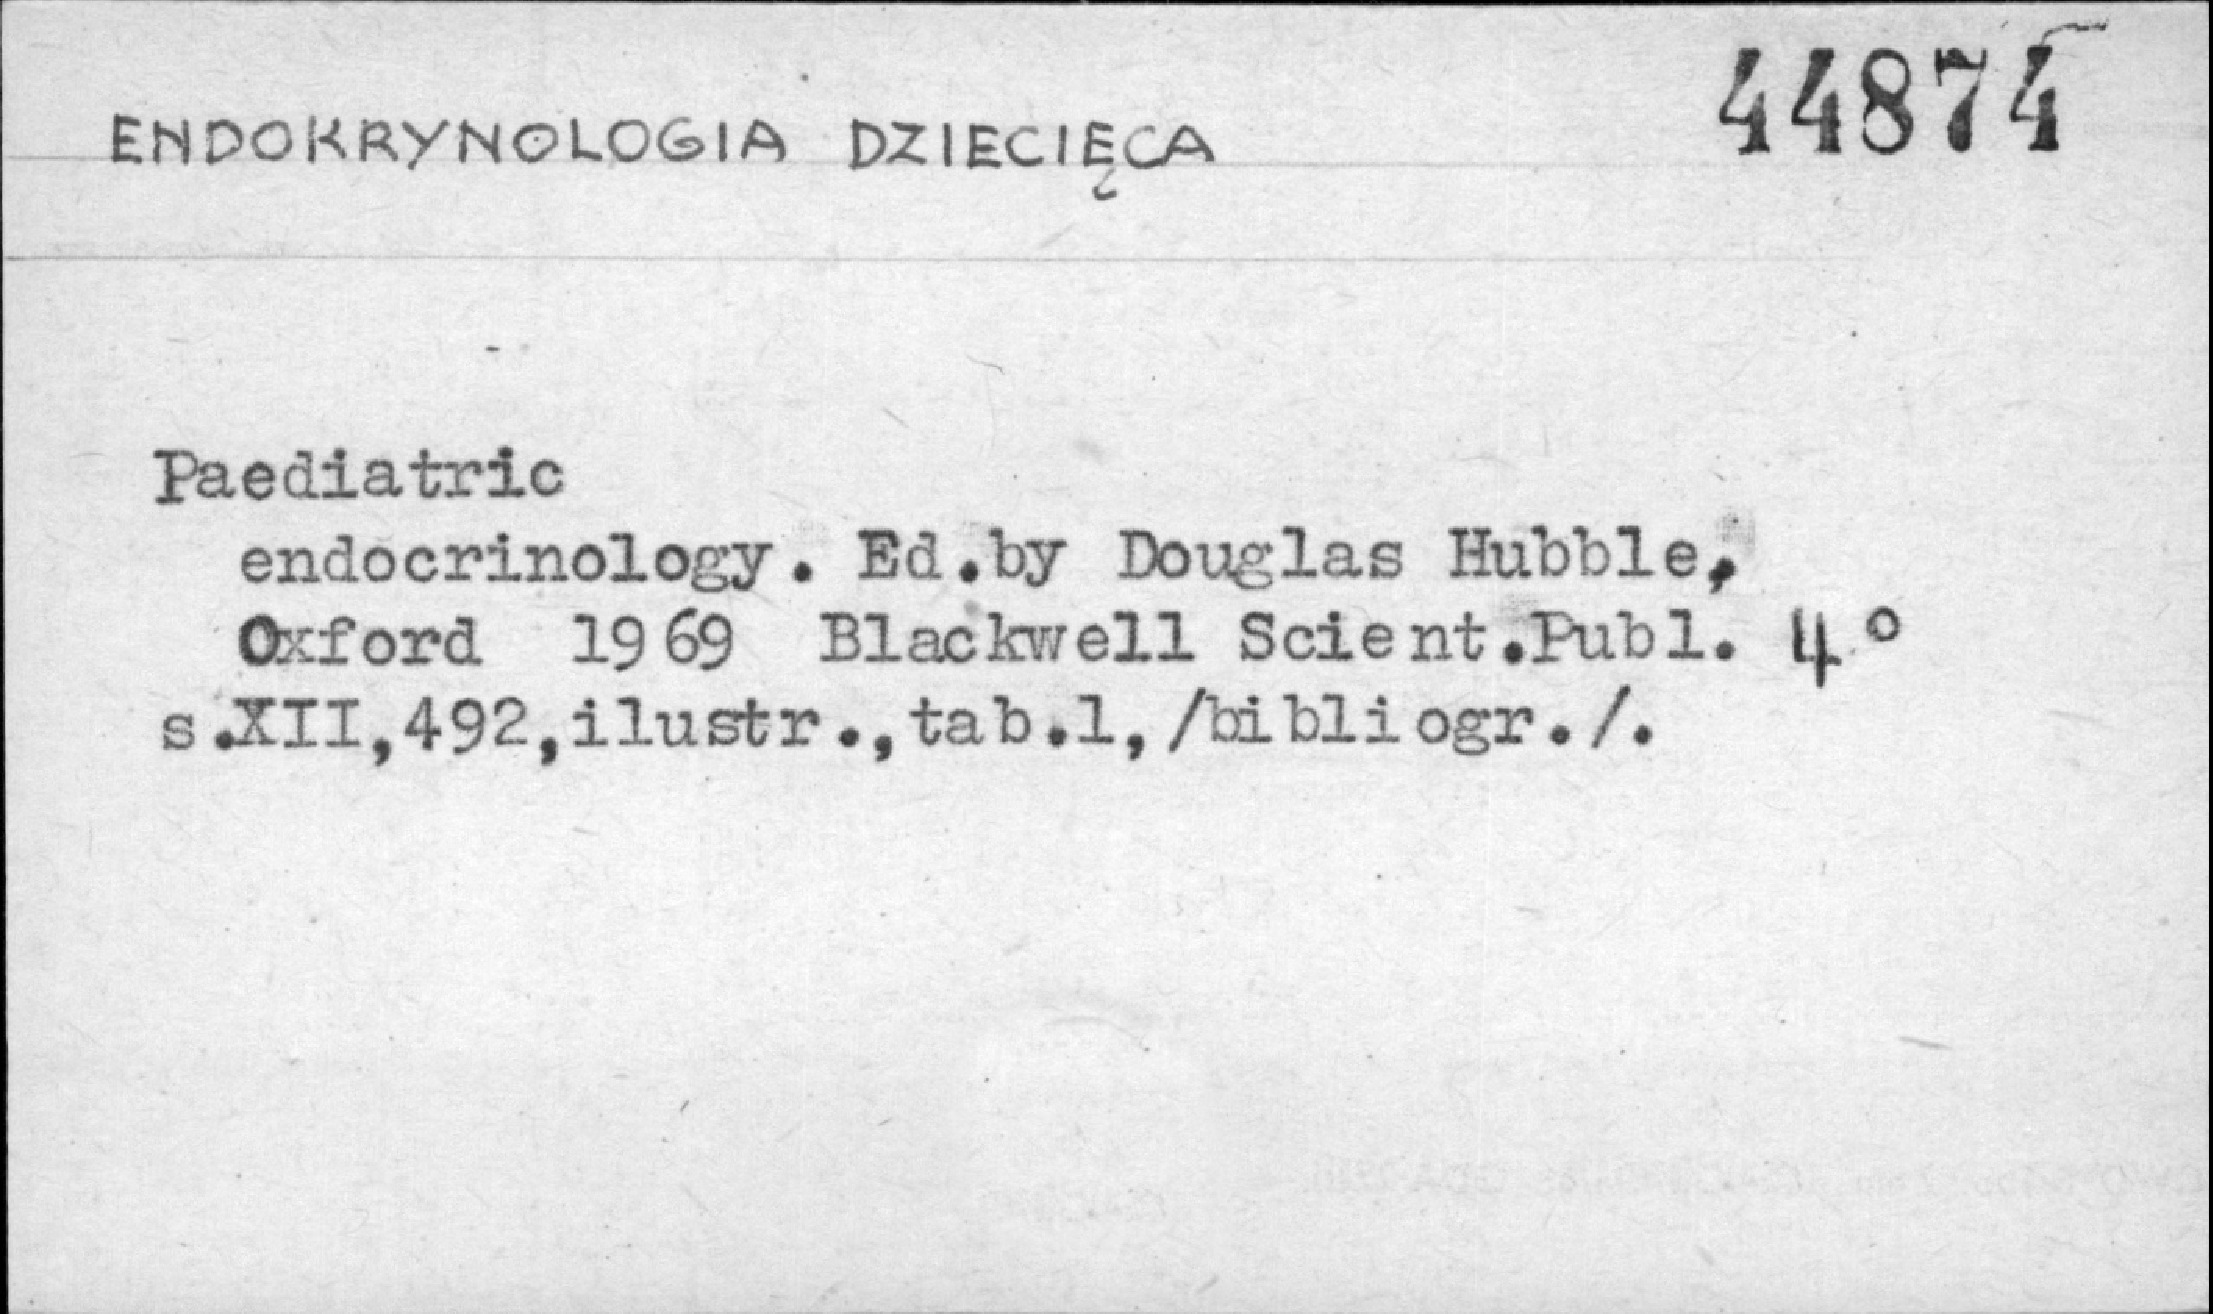 44874
ENDOKRYNOLOGIA DZIECIĘCA
Paediatric
endocrinology. Ed.by Douglas Hubble,
Oxford 1969 Blackwell Scient.Publ. 4°
s.XII,492,ilustr.,tab.1,/bibliogr./.